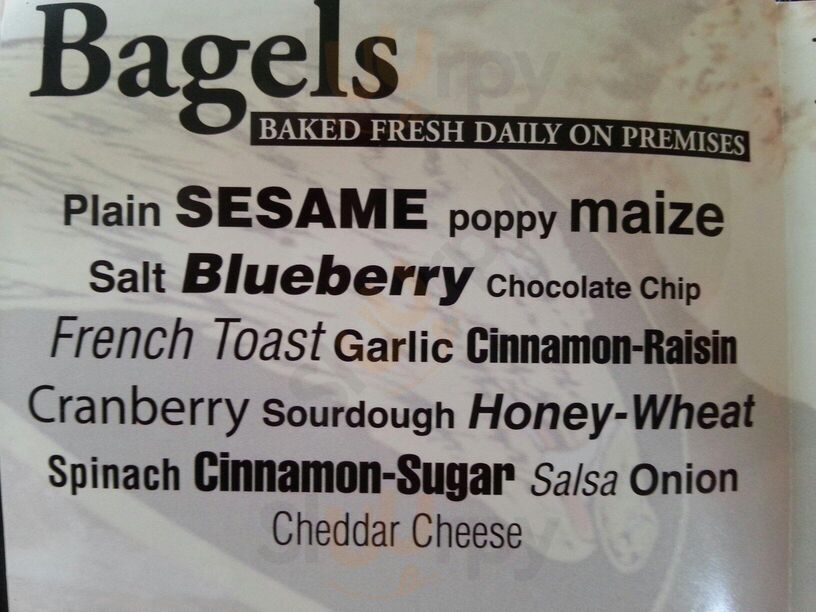 Bagels
BAKED FRESH DAILY ON PREMISES
Plain SESAME poppy maize
Salt Blueberry Chocolate Chip
French Toast Garlic Cinnamon-Raisin
Cranberry Sourdough Honey-Wheat
Spinach Cinnamon-Sugar Salsa Onion
Cheddar Cheese